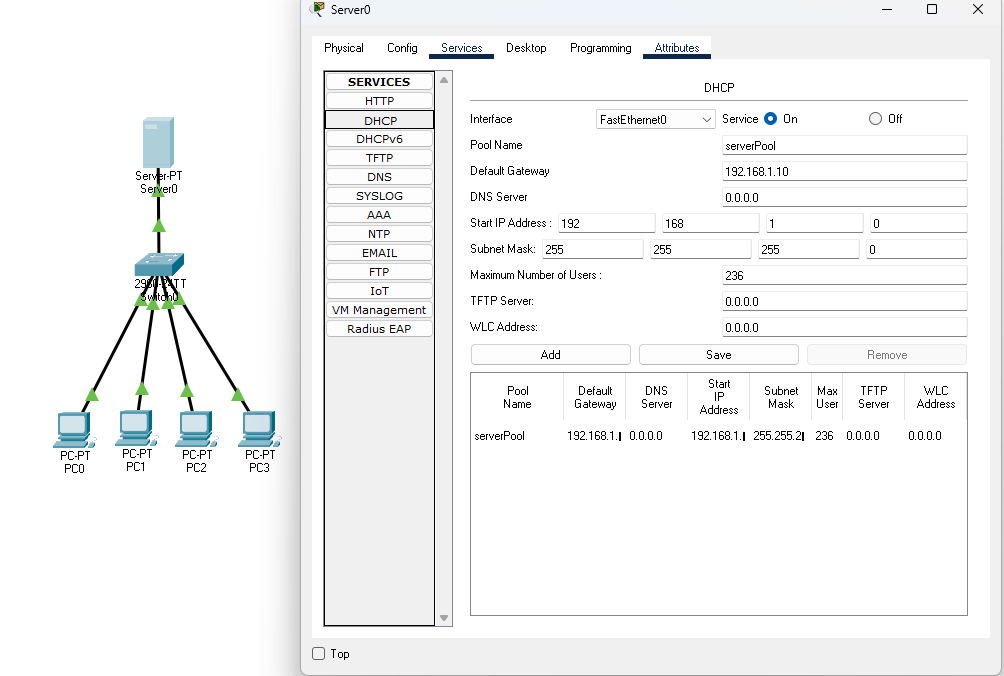 Server0
Physical Config Services Desktop Programming Attributes
SERVICES
HTTP
DHCP
DHCPv6
TFTP
DNS
SYSLOG
AAA
NTP
EMAIL
FTP
IoT
VM Management
Radius EAP
DHCP
Interface FastEthernet0 Service On Off
Pool Name serverPool
Default Gateway 192.168.1.10
DNS Server 0.0.0.0
Start IP Address : 192 168 1 0
Subnet Mask: 255 255 255 0
Maximum Number of Users : 236
TFTP Server: 0.0.0.0
WLC Address: 0.0.0.0
Add Save Remove
Pool Name Default Gateway DNS Server Start IP Address Subnet Mask Max User TFTP Server WLC Address
serverPool 192.168.1. 0.0.0.0 192.168.1. 255.255.2 236 0.0.0.0 0.0.0.0
Top
Server-PT
Server0
2960-24TT
Switch0
PC-PT
PC0
PC-PT
PC1
PC-PT
PC2
PC-PT
PC3